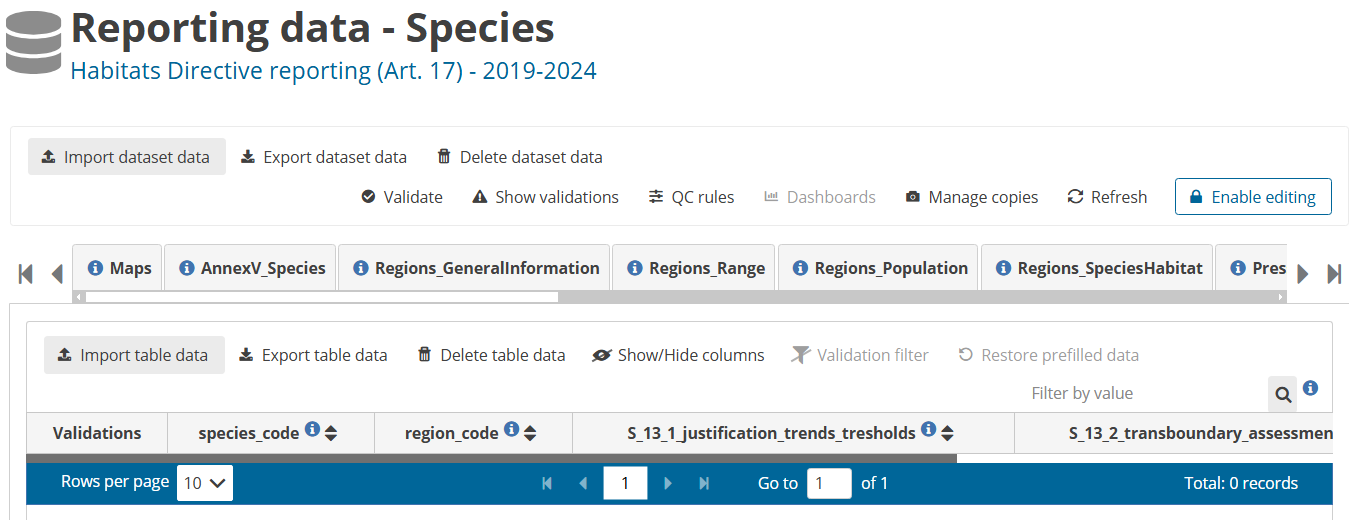 Reporting data - Species
Habitats Directive reporting (Art. 17) - 2019-2024
Import dataset data Export dataset data Delete dataset data
Validate Show validations QC rules Dashboards Manage copies Refresh Enable editing
Maps AnnexV_Species Regions_GeneralInformation Regions_Range Regions_Population Regions_SpeciesHabitat Pres
Import table data Export table data Delete table data Show/Hide columns Validation filter Restore prefilled data
Filter by value
Validations species_code region_code S_13_1_justification_trends_tresholds S_13_2_transboundary_assessmen
Rows per page 10 1 Go to 1 of 1 Total: 0 records